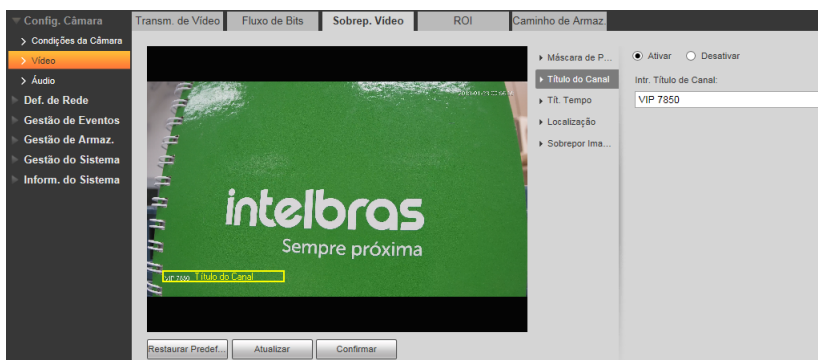 Config. Câmara
Condições da Câmara
Vídeo
Áudio
Def. de Rede
Gestão de Eventos
Gestão de Armaz.
Gestão do Sistema
Inform. do Sistema
Transm. de Vídeo
Fluxo de Bits
Sobrep. Vídeo
ROI
Caminho de Armaz.
intelbras
Sempre próxima
VIP 7850 Título do Canal
Restaurar Predef...
Atualizar
Confirmar
Máscara de P...
Título do Canal
Tít. Tempo
Localização
Sobrepor Ima...
Ativar Desativar
Intr. Título de Canal:
VIP 7850